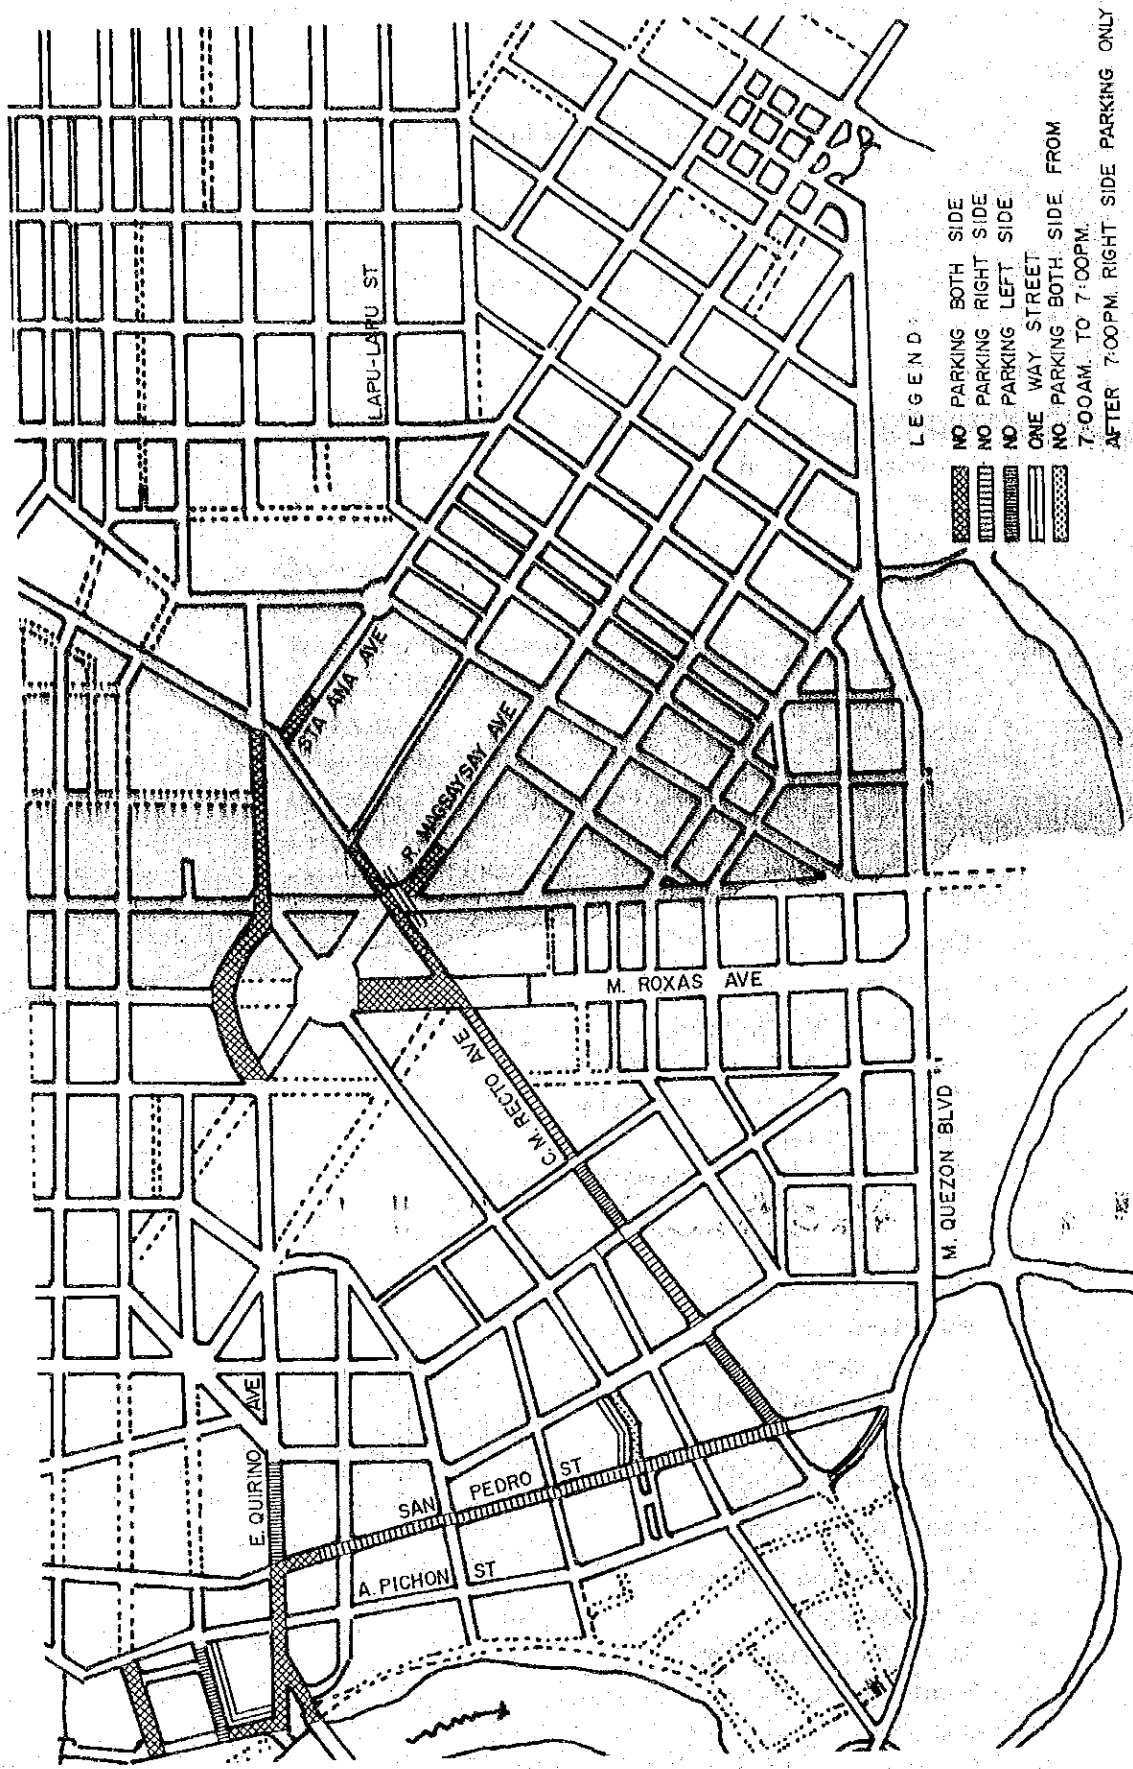 LAPU-LAPU ST
STA ANA AVE
R. MAGSAYSAY AVE
M. ROXAS AVE
C. M. RECTO AVE
M. QUEZON BLVD
E. QUIRINO AVE
SAN PEDRO ST
A. PICHON ST
LEGEND:
NO PARKING BOTH SIDE
NO PARKING RIGHT SIDE
NO PARKING LEFT SIDE
ONE WAY STREET
NO PARKING BOTH SIDE FROM
7:00AM. TO 7:00PM.
AFTER 7:00PM. RIGHT SIDE PARKING ONLY